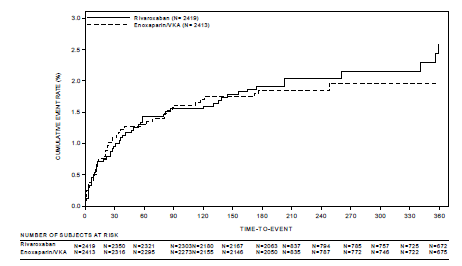 Rivaroxaban (N= 2419)
Enoxaparin/VKA (N= 2413)
CUMULATIVE EVENT RATE (%)
3.0
2.5
2.0
1.5
1.0
0.5
0.0
0 30 60 90 120 150 180 210 240 270 300 330 360
TIME-TO-EVENT
NUMBER OF SUBJECTS AT RISK
Rivaroxaban N=2419 N=2350 N=2321 N=2303 N=2180 N=2167 N=2063 N=837 N=794 N=785 N=757 N=725 N=672
Enoxaparin/VKA N=2413 N=2316 N=2295 N=2273 N=2155 N=2146 N=2050 N=835 N=787 N=772 N=746 N=722 N=675